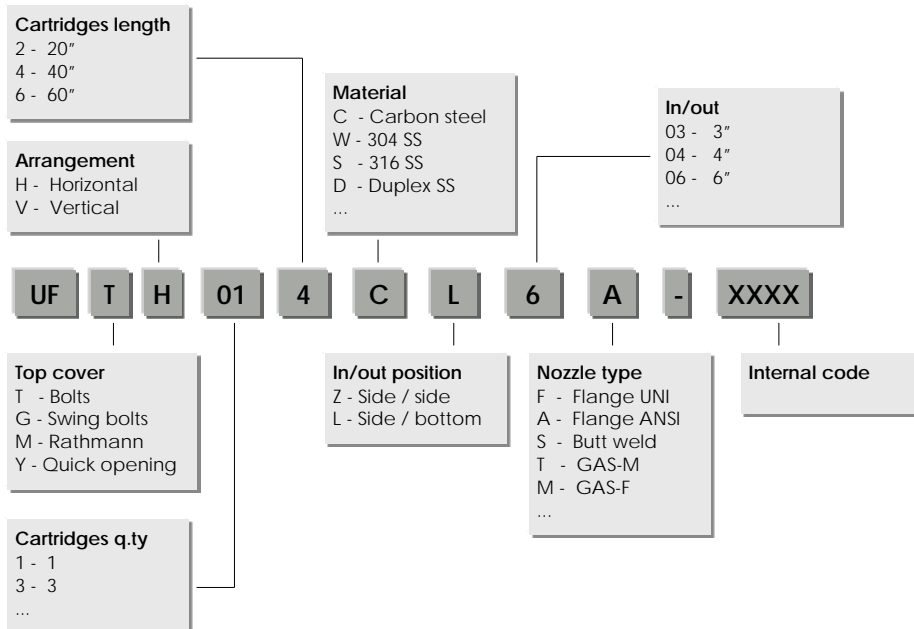 Cartridges length
2 - 20"
4 - 40"
6 - 60"
Arrangement
H - Horizontal
V - Vertical
Material
C - Carbon steel
W - 304 SS
S - 316 SS
D - Duplex SS
...
In/out
03 - 3"
04 - 4"
06 - 6"
...
UF T H 01 4 C L 6 A - XXXX
Top cover
T - Bolts
G - Swing bolts
M - Rathmann
Y - Quick opening
In/out position
Z - Side / side
L - Side / bottom
Nozzle type
F - Flange UNI
A - Flange ANSI
S - Butt weld
T - GAS-M
M - GAS-F
...
Internal code
Cartridges q.ty
1 - 1
3 - 3
...